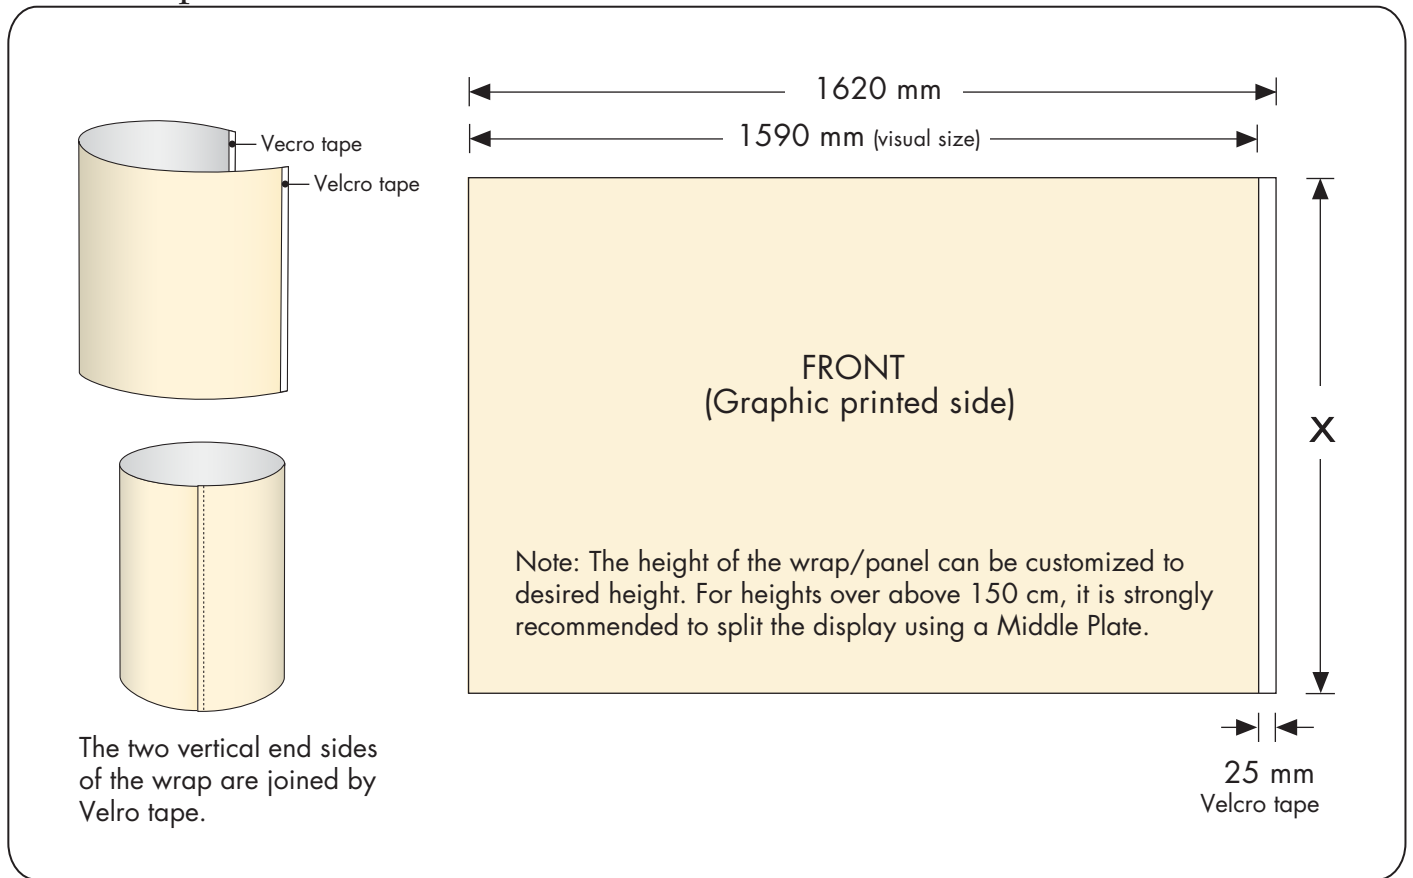 1620 mm
1590 mm (visual size)
Vecro tape
Velcro tape
FRONT
(Graphic printed side)
X
Note: The height of the wrap/panel can be customized to
desired height. For heights over above 150 cm, it is strongly
recommended to split the display using a Middle Plate.
The two vertical end sides
of the wrap are joined by
Velro tape.
25 mm
Velcro tape